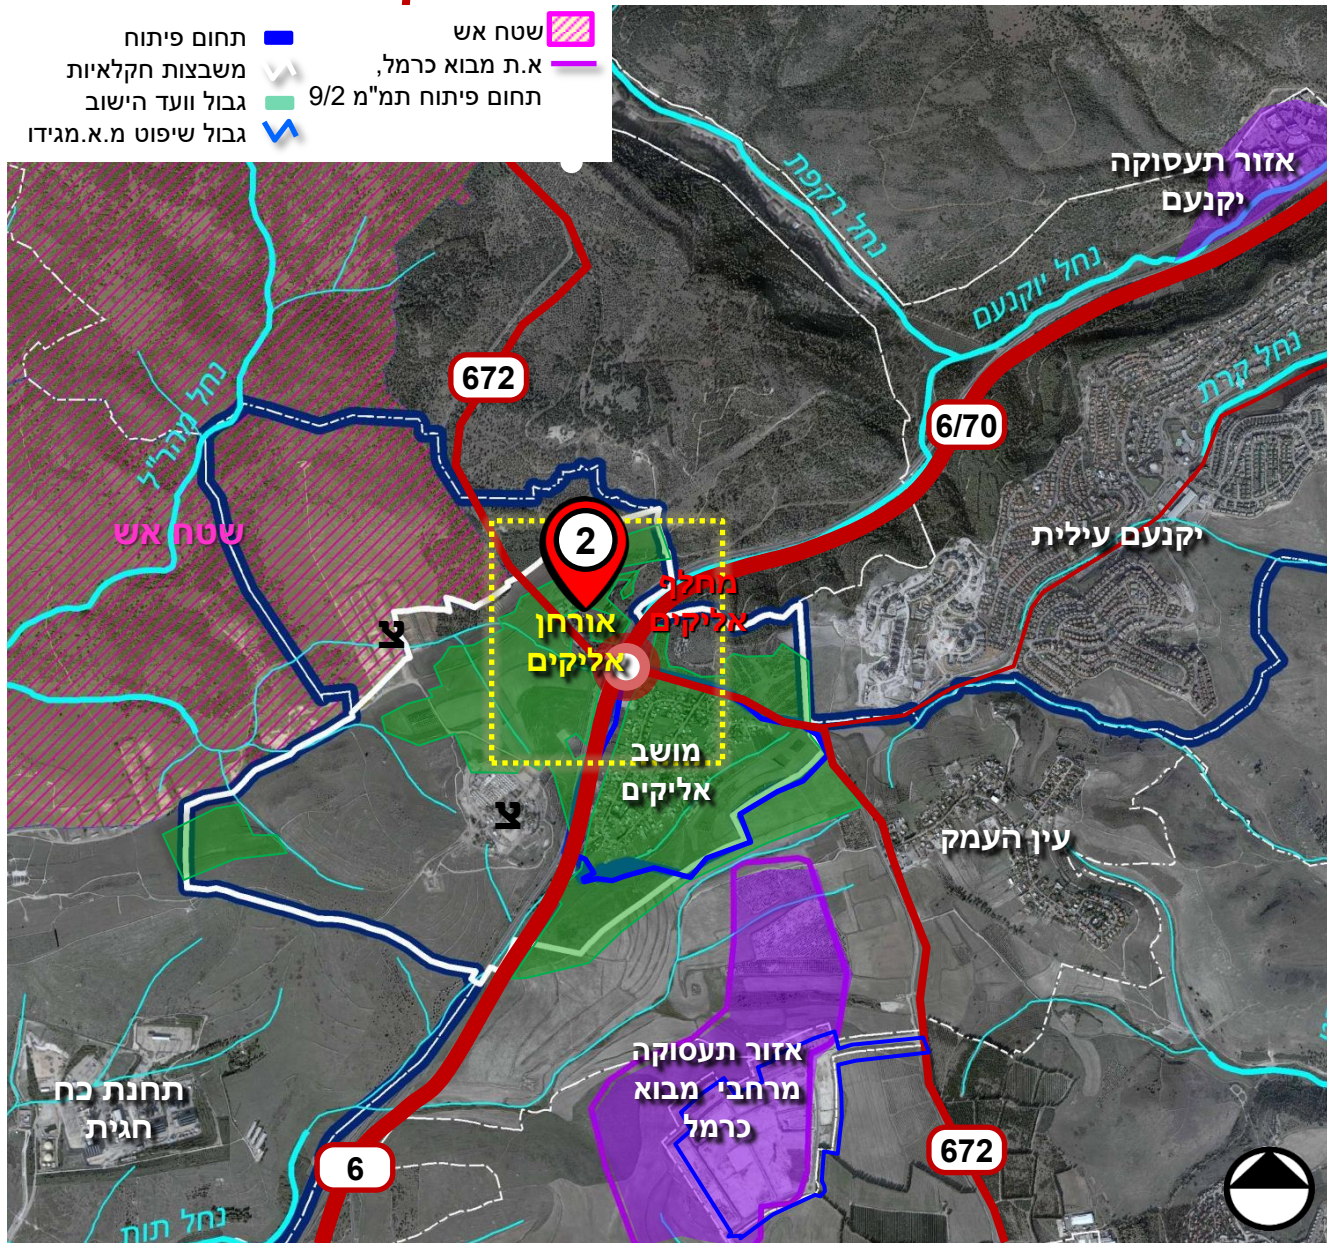 שטח אש
א.ת מבוא כרמל,
תחום פיתוח תמ"מ 9/2
תחום פיתוח
משבצות חקלאיות
גבול וועד הישוב
גבול שיפוט מ.א.מגידו
אזור תעסוקה
יקנעם
נחל רקפת
נחל יוקנעם
נחל קרת
672
6/70
נחל מהר"ל
שטח אש
יקנעם עילית
2
מחלף
אליקים
אורחן
אליקים
צ
מושב
אליקים
צ
עין העמק
אזור תעסוקה
מרחבי מבוא
כרמל
תחנת כח
חגית
6
672
נחל תות